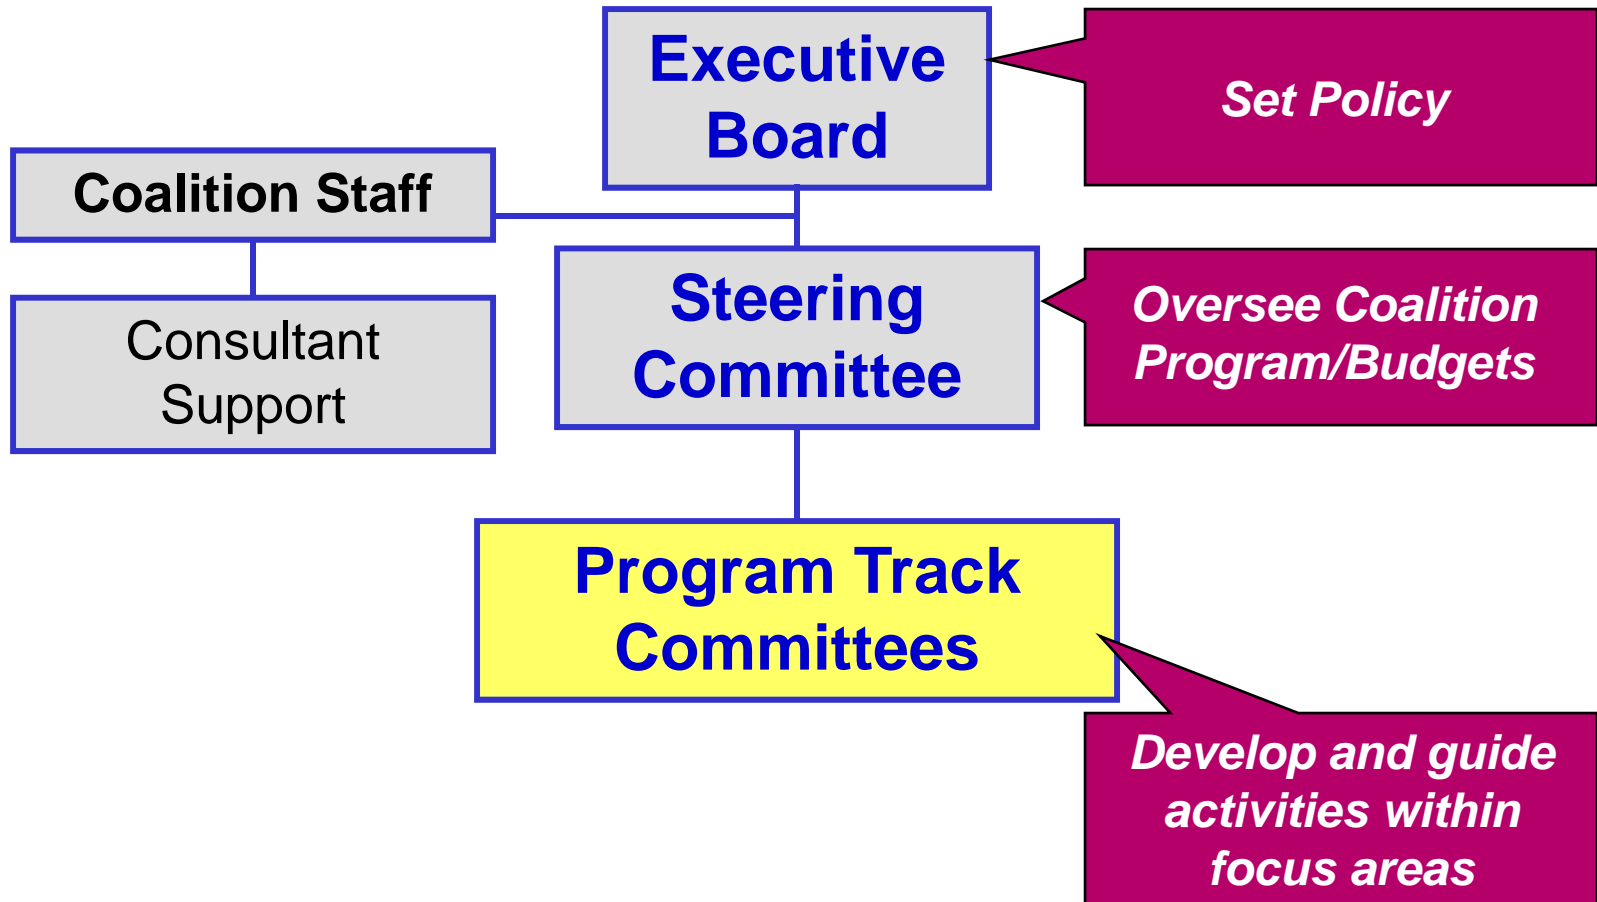 Executive
Board
Set Policy
Coalition Staff
Steering
Committee
Oversee Coalition
Program/Budgets
Consultant
Support
Program Track
Committees
Develop and guide
activities within
focus areas